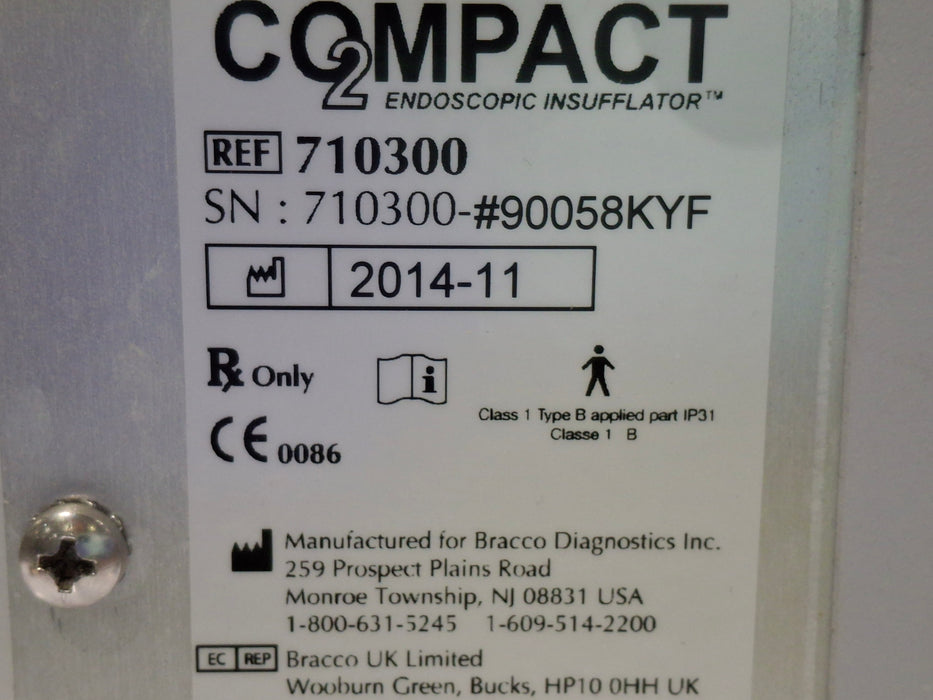 CO2MPACT
ENDOSCOPIC INSUFFLATOR™
REF 710300
SN : 710300-#90058KYF
2014-11
Rx Only
i
Class 1 Type B applied part IP31
Classe 1 B
CE 0086
Manufactured for Bracco Diagnostics Inc.
259 Prospect Plains Road
Monroe Township, NJ 08831 USA
1-800-631-5245 1-609-514-2200
EC REP Bracco UK Limited
Wooburn Green, Bucks, HP10 0HH UK